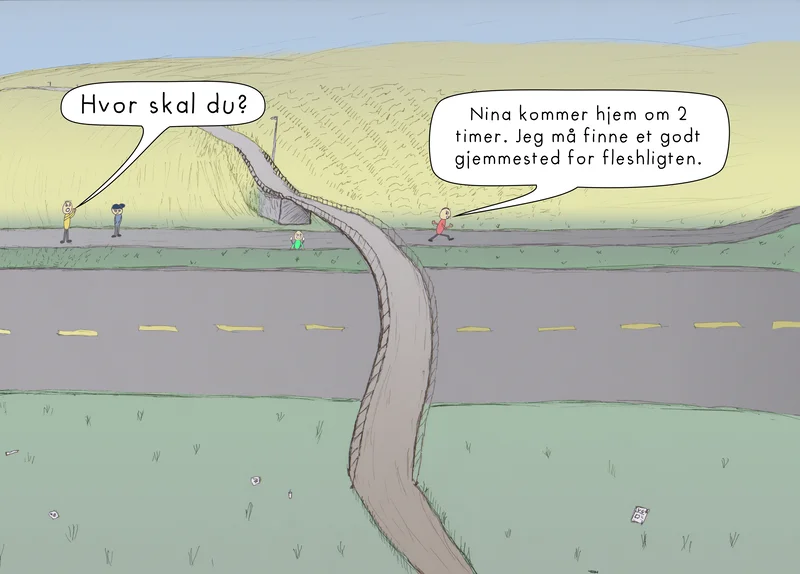 Hvor skal du?
Nina kommer hjem om 2
timer. Jeg må finne et godt
gjemmested for fleshligten.